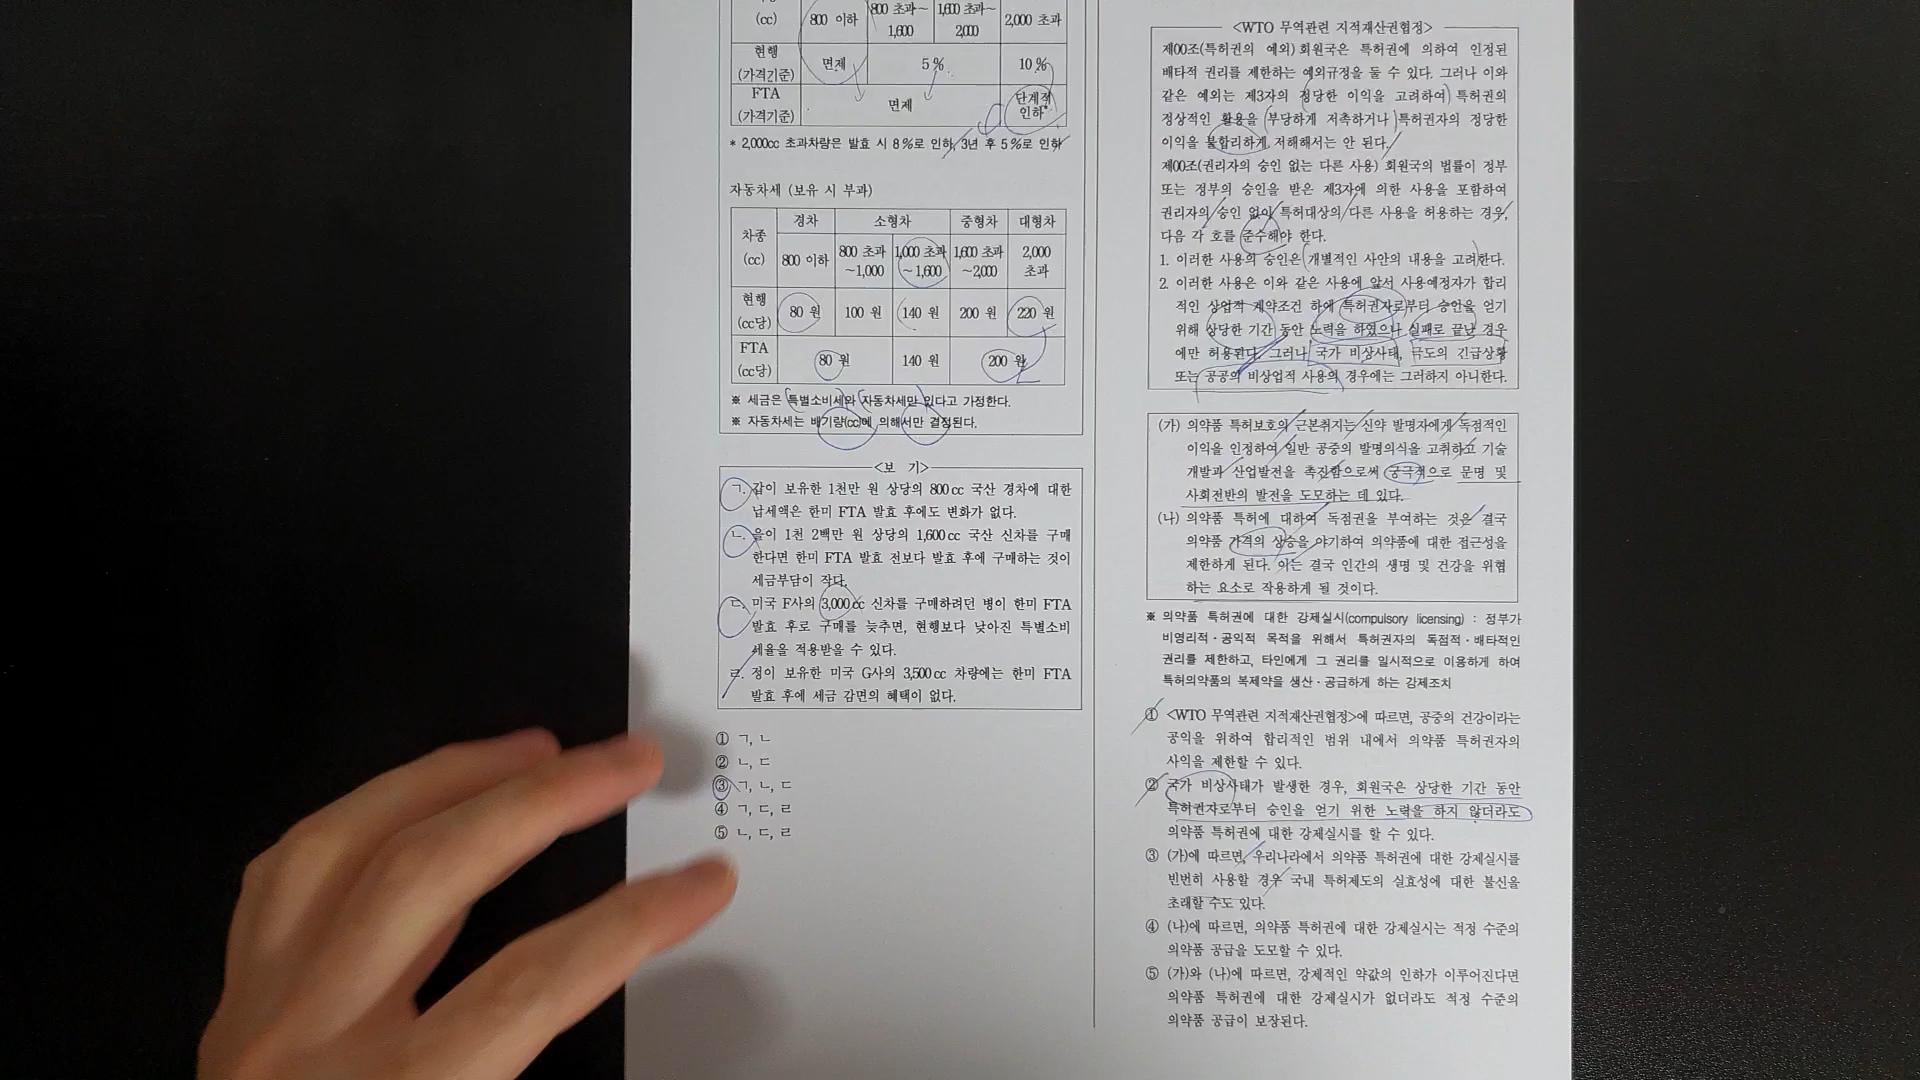 (cc)
800 이하
800 초과~
1,600
1,600 초과~
2,000
2,000 초과
현행
(가격기준)
면제
5 %
10 %
FTA
(가격기준)
면제
단계적
인하*
* 2,000cc 초과차량은 발효 시 8 %로 인하, 3년 후 5 %로 인하
자동차세 (보유 시 부과)
차종
(cc)
경차
소형차
중형차
대형차
800 이하
800 초과
~1,000
1,000 초과
~1,600
1,600 초과
~2,000
2,000
초과
현행
(cc당)
80 원
100 원
140 원
200 원
220 원
FTA
(cc당)
80 원
140 원
200 원
※ 세금은 특별소비세와 자동차세만 있다고 가정한다.
※ 자동차세는 배기량(cc)에 의해서만 결정된다.
<보 기>
ㄱ. 갑이 보유한 1천만 원 상당의 800 cc 국산 경차에 대한
납세액은 한미 FTA 발효 후에도 변화가 없다.
ㄴ. 을이 1천 2백만 원 상당의 1,600 cc 국산 신차를 구매
한다면 한미 FTA 발효 전보다 발효 후에 구매하는 것이
세금부담이 작다.
ㄷ. 미국 F사의 3,000 cc 신차를 구매하려던 병이 한미 FTA
발효 후로 구매를 늦추면, 현행보다 낮아진 특별소비
세율을 적용받을 수 있다.
ㄹ. 정이 보유한 미국 G사의 3,500 cc 차량에는 한미 FTA
발효 후에 세금 감면의 혜택이 없다.
① ㄱ, ㄴ
② ㄴ, ㄷ
③ ㄱ, ㄴ, ㄷ
④ ㄱ, ㄷ, ㄹ
⑤ ㄴ, ㄷ, ㄹ
<WTO 무역관련 지적재산권협정>
제00조(특허권의 예외) 회원국은 특허권에 의하여 인정된
배타적 권리를 제한하는 예외규정을 둘 수 있다. 그러나 이와
같은 예외는 제3자의 정당한 이익을 고려하여 특허권의
정상적인 활용을 부당하게 저촉하거나 특허권자의 정당한
이익을 불합리하게 저해해서는 안 된다.
제00조(권리자의 승인 없는 다른 사용) 회원국의 법률이 정부
또는 정부의 승인을 받은 제3자에 의한 사용을 포함하여
권리자의 승인 없이 특허대상의 다른 사용을 허용하는 경우,
다음 각 호를 준수해야 한다.
1. 이러한 사용의 승인은 개별적인 사안의 내용을 고려한다.
2. 이러한 사용은 이와 같은 사용에 앞서 사용예정자가 합리
적인 상업적 계약조건 하에 특허권자로부터 승인을 얻기
위해 상당한 기간 동안 노력을 하였으나 실패로 끝난 경우
에만 허용된다. 그러나 국가 비상사태, 극도의 긴급상황
또는 공공의 비상업적 사용의 경우에는 그러하지 아니한다.
(가) 의약품 특허보호의 근본취지는 신약 발명자에게 독점적인
이익을 인정하여 일반 공중의 발명의식을 고취하고 기술
개발과 산업발전을 촉진함으로써 궁극적으로 문명 및
사회전반의 발전을 도모하는 데 있다.
(나) 의약품 특허에 대하여 독점권을 부여하는 것은 결국
의약품 가격의 상승을 야기하여 의약품에 대한 접근성을
제한하게 된다. 이는 결국 인간의 생명 및 건강을 위협
하는 요소로 작용하게 될 것이다.
※ 의약품 특허권에 대한 강제실시(compulsory licensing) : 정부가
비영리적·공익적 목적을 위해서 특허권자의 독점적·배타적인
권리를 제한하고, 타인에게 그 권리를 일시적으로 이용하게 하여
특허의약품의 복제약을 생산·공급하게 하는 강제조치
① <WTO 무역관련 지적재산권협정>에 따르면, 공중의 건강이라는
공익을 위하여 합리적인 범위 내에서 의약품 특허권자의
사익을 제한할 수 있다.
② 국가 비상사태가 발생한 경우, 회원국은 상당한 기간 동안
특허권자로부터 승인을 얻기 위한 노력을 하지 않더라도
의약품 특허권에 대한 강제실시를 할 수 있다.
③ (가)에 따르면, 우리나라에서 의약품 특허권에 대한 강제실시를
빈번히 사용할 경우 국내 특허제도의 실효성에 대한 불신을
초래할 수도 있다.
④ (나)에 따르면, 의약품 특허권에 대한 강제실시는 적정 수준의
의약품 공급을 도모할 수 있다.
⑤ (가)와 (나)에 따르면, 강제적인 약값의 인하가 이루어진다면
의약품 특허권에 대한 강제실시가 없더라도 적정 수준의
의약품 공급이 보장된다.